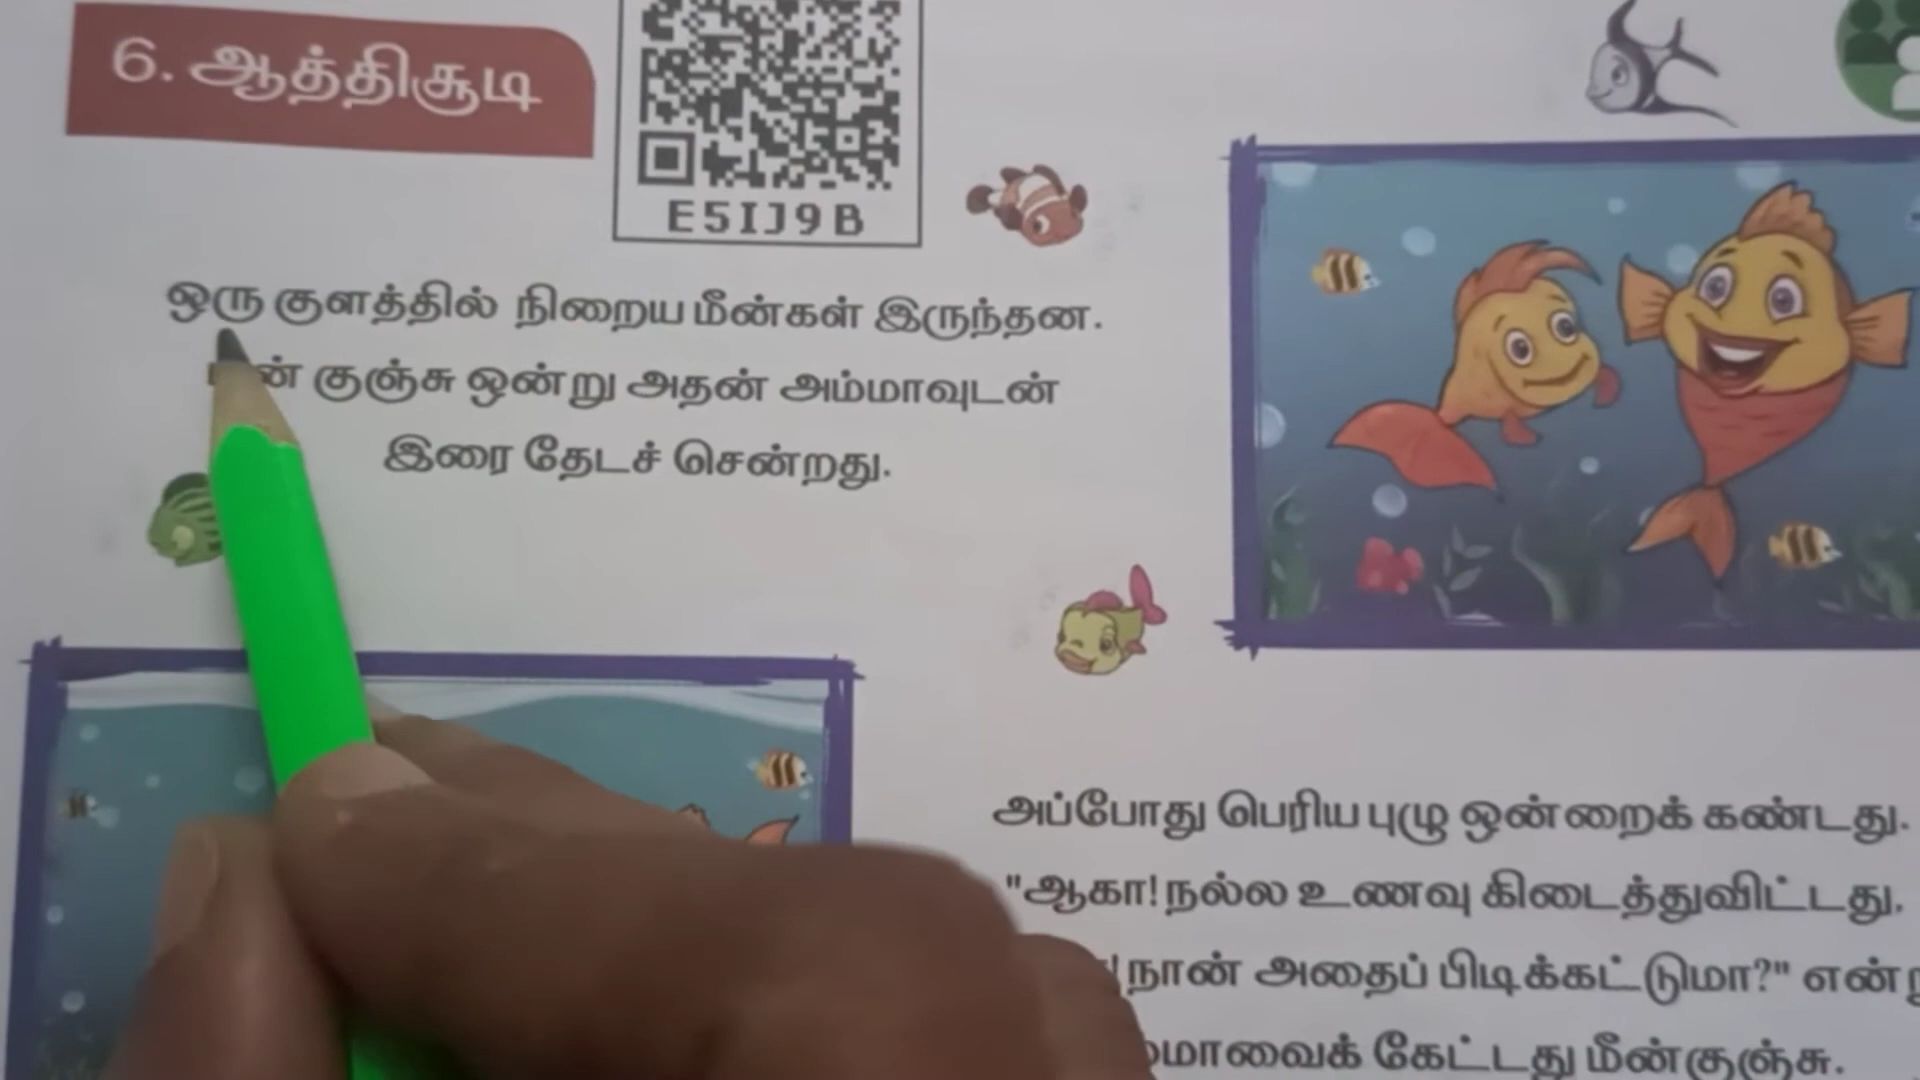 6. ஆத்திசூடி
E5IJ9B
ஒரு குளத்தில் நிறைய மீன்கள் இருந்தன.
குஞ்சு ஒன்று அதன் அம்மாவுடன்
இரை தேடச் சென்றது.
அப்போது பெரிய புழு ஒன்றைக் கண்டது.
"ஆகா! நல்ல உணவு கிடைத்துவிட்டது.
நான் அதைப் பிடிக்கட்டுமா?"
கேட்டது மீன்குஞ்சு.